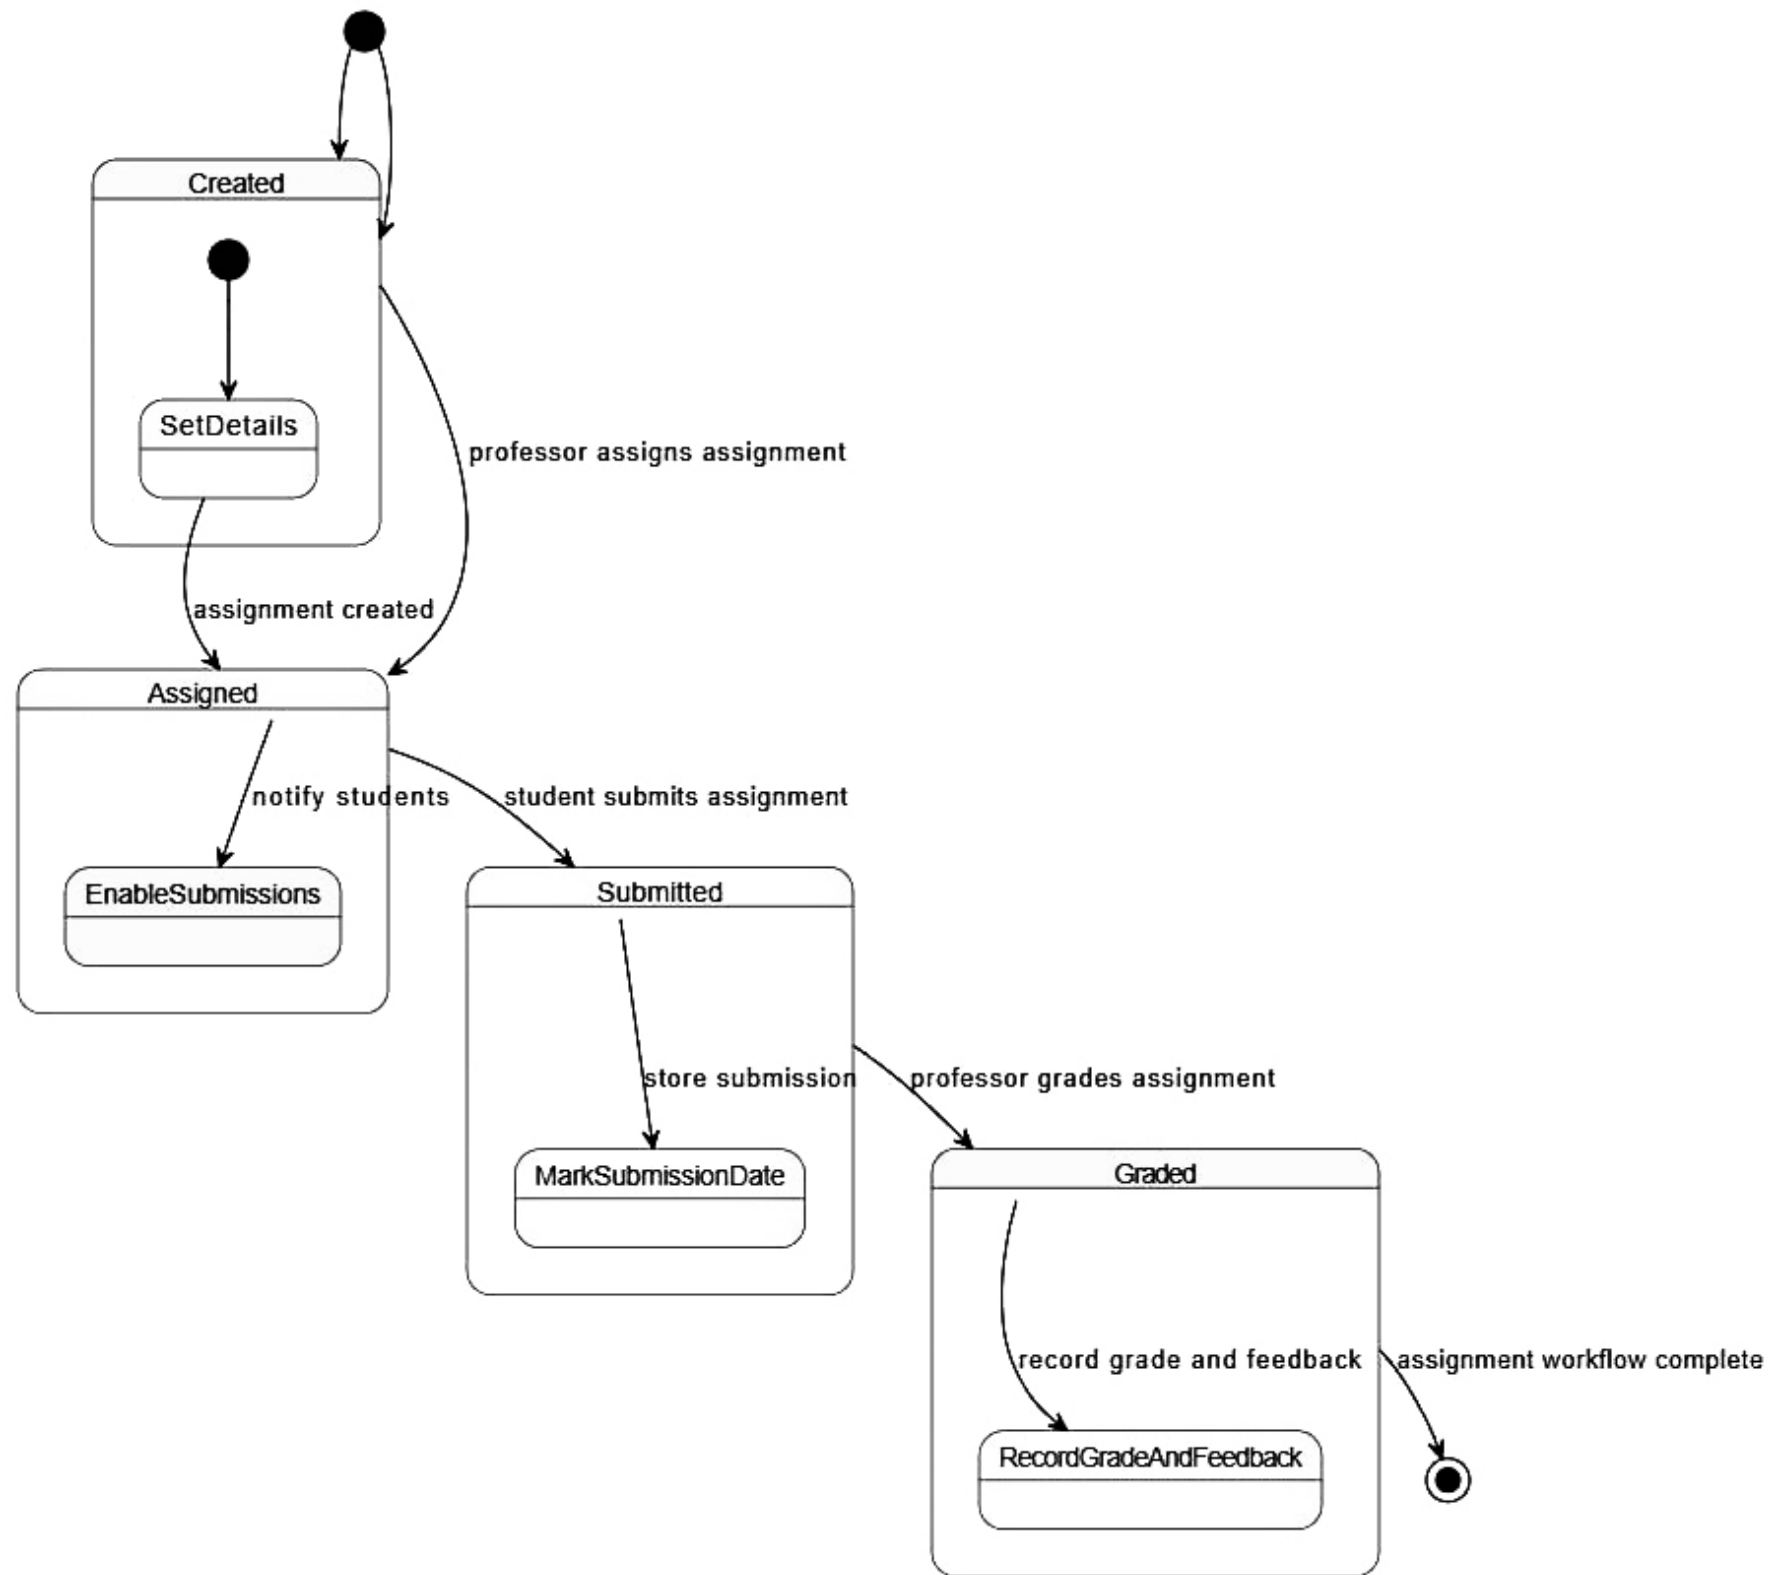 Created
SetDetails
professor assigns assignment
assignment created
Assigned
notify students
student submits assignment
EnableSubmissions
Submitted
store submission
professor grades assignment
MarkSubmissionDate
Graded
record grade and feedback
assignment workflow complete
RecordGradeAndFeedback